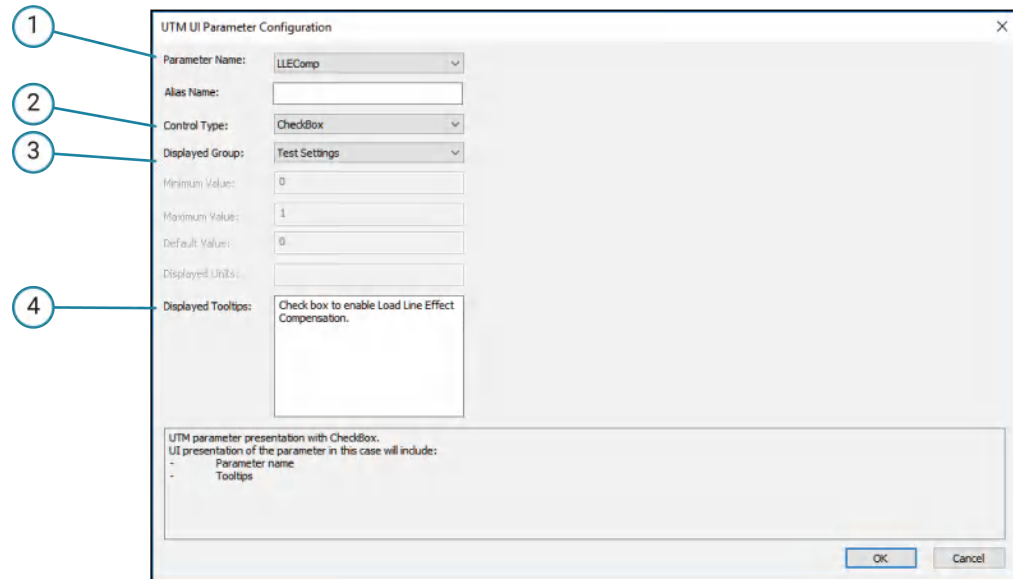 1
UTM UI Parameter Configuration
Parameter Name: LLEComp
Alias Name:
2
Control Type: CheckBox
3
Displayed Group: Test Settings
Minimum Value: 0
Maximum Value: 1
Default Value: 0
Displayed Units:
4
Displayed Tooltips: Check box to enable Load Line Effect
Compensation.
UTM parameter presentation with CheckBox.
UI presentation of the parameter in this case will include:
- Parameter name
- Tooltips
OK Cancel